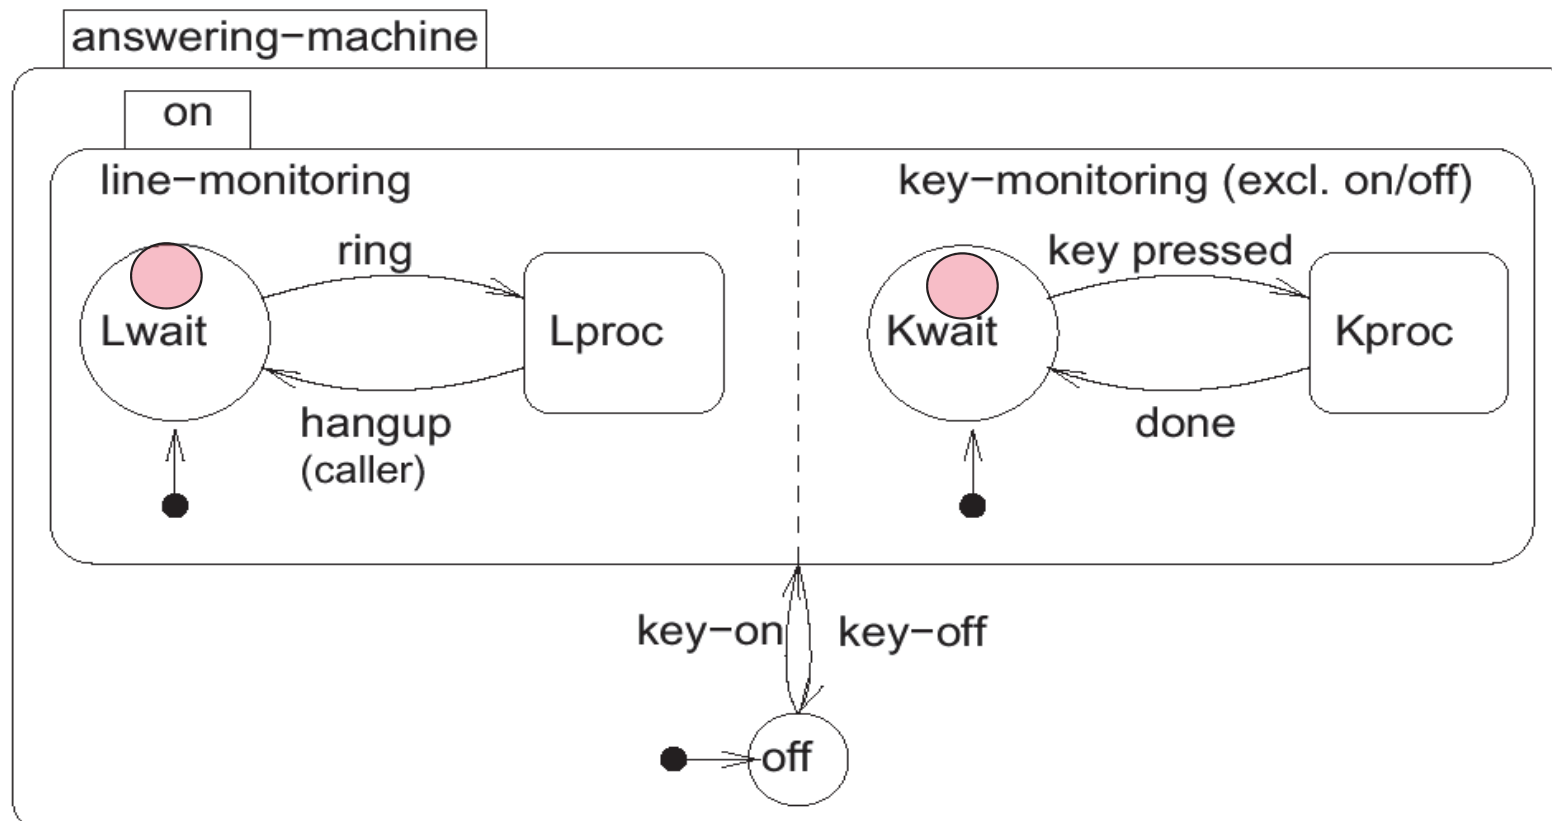 answering−machine
on
line−monitoring
key−monitoring (excl. on/off)
ring
key pressed
Lwait
Lproc
Kwait
Kproc
hangup
(caller)
done
key−on
key−off
off